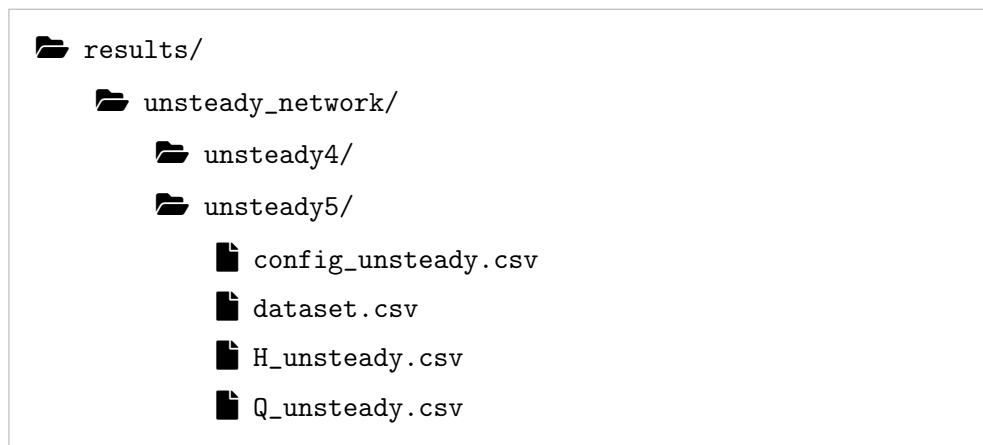 results/
unsteady_network/
unsteady4/
unsteady5/
config_unsteady.csv
dataset.csv
H_unsteady.csv
Q_unsteady.csv